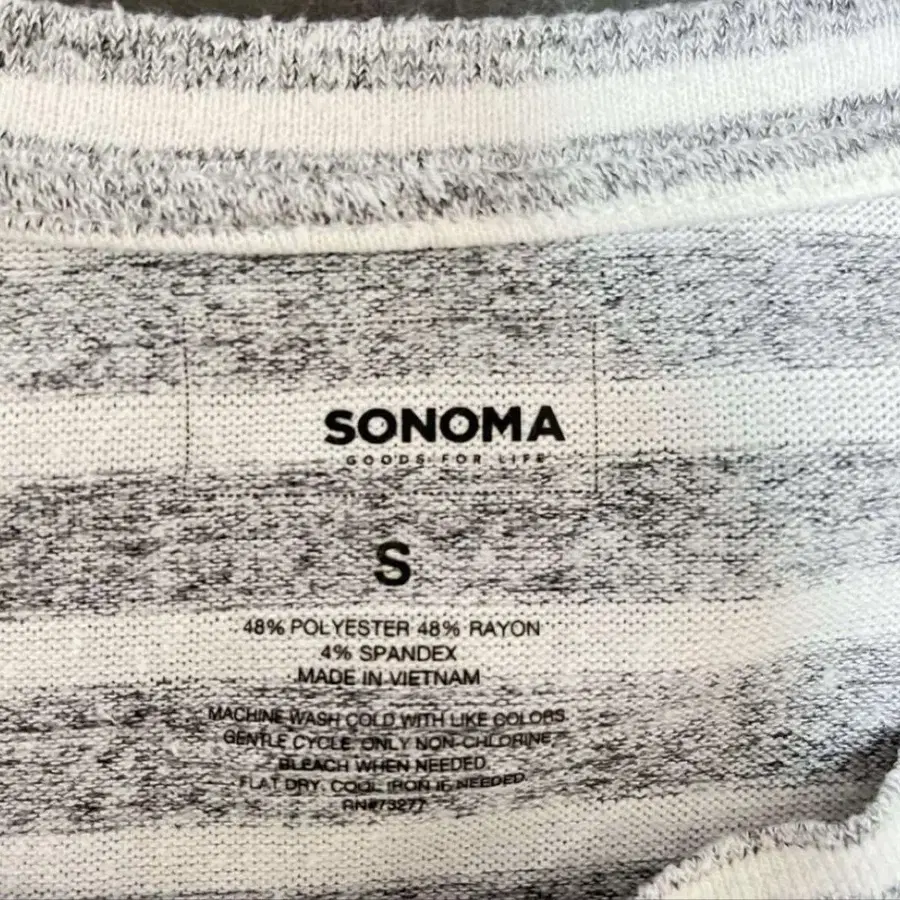 SONOMA
GOODS FOR LIFE
S
48% POLYESTER 48% RAYON
4% SPANDEX
MADE IN VIETNAM
MACHINE WASH COLD WITH LIKE COLORS.
GENTLE CYCLE. ONLY NON-CHLORINE
BLEACH WHEN NEEDED.
FLAT DRY. COOL IRON IF NEEDED.
RN#73277